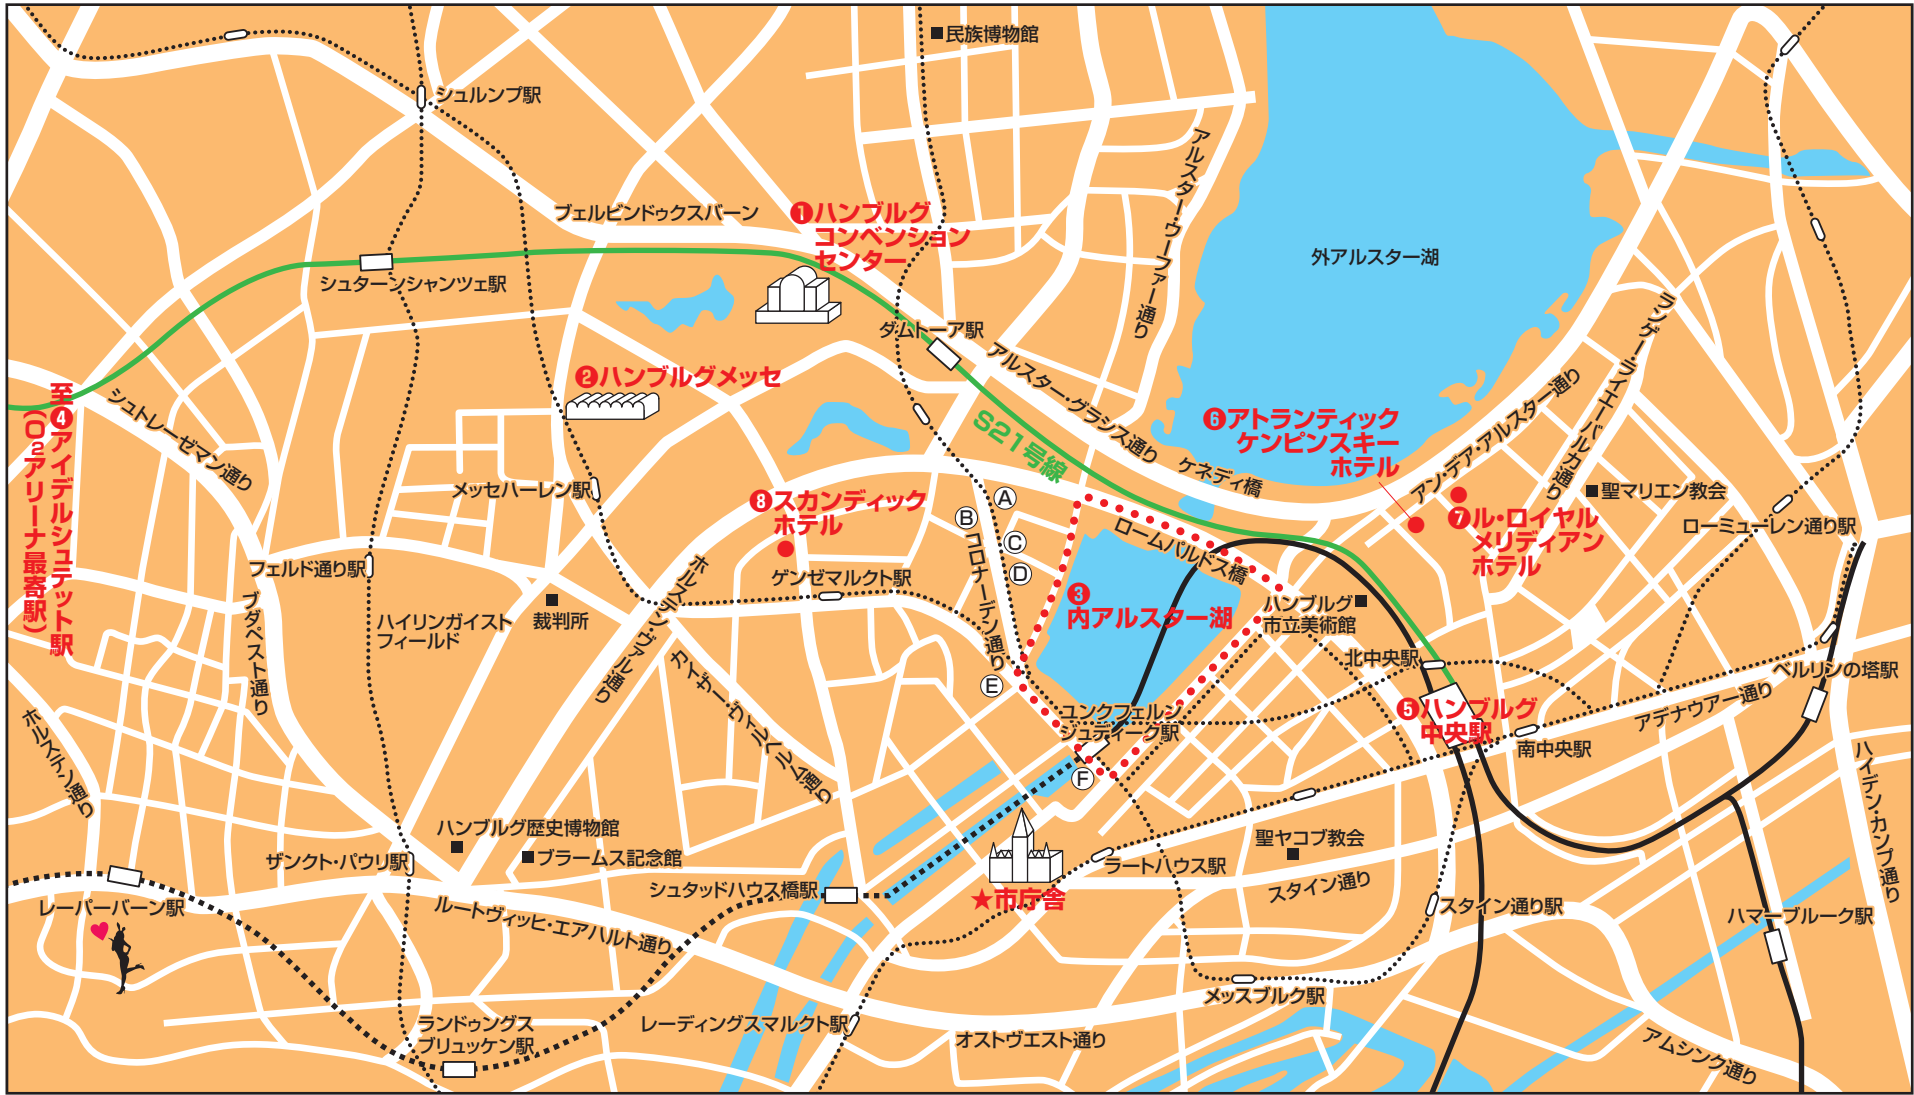 民族博物館
シュルンプ駅
アルスター・ウーファー通り
フェルビンドゥクスバーン
❶ハンブルグ
コンベンション
センター
外アルスター湖
シュターンシャンツェ駅
ランゲー・ライエー
バルカ通り
ダムトーア駅
アルスター・グラシス通り
❷ハンブルグメッセ
アン・デア・アルスター通り
至❹アイデルシュテット駅
(O2アリーナ最寄駅)
シュトレーゼマン通り
S21号線
❻アトランティック
ケンピンスキー
ホテル
ケネディ橋
メッセハーレン駅
聖マリエン教会
❽スカンディック
ホテル
A
B
C
D
E
F
コロナーデン通り
ロームバルドス橋
❼ル・ロイヤル
メリディアン
ホテル
ローミューレン通り駅
フェルド通り駅
ゲンゼマルクト駅
ホルステンヴァル通り
❸
内アルスター湖
ハンブルグ
市立美術館
ブダペスト通り
ハイリンガイスト
フィールド
裁判所
カイザー・ヴィルヘルム通り
北中央駅
ベルリンの塔駅
ホルステン通り
ユンクフェルン
ジュディーク駅
❺ハンブルグ
中央駅
アデナウアー通り
南中央駅
ハイデン・カンプ通り
ハンブルグ歴史博物館
ザンクト・パウリ駅
ブラームス記念館
聖ヤコブ教会
ラートハウス駅
シュタッドハウス橋駅
★市庁舎
スタイン通り
スタイン通り駅
レーパーバーン駅
ルートヴィッヒ・エアハルト通り
ハマーブルーク駅
メッスブルク駅
ランドゥングス
ブリュッケン駅
レーディングスマルクト駅
オストヴエスト通り
アムシンク通り